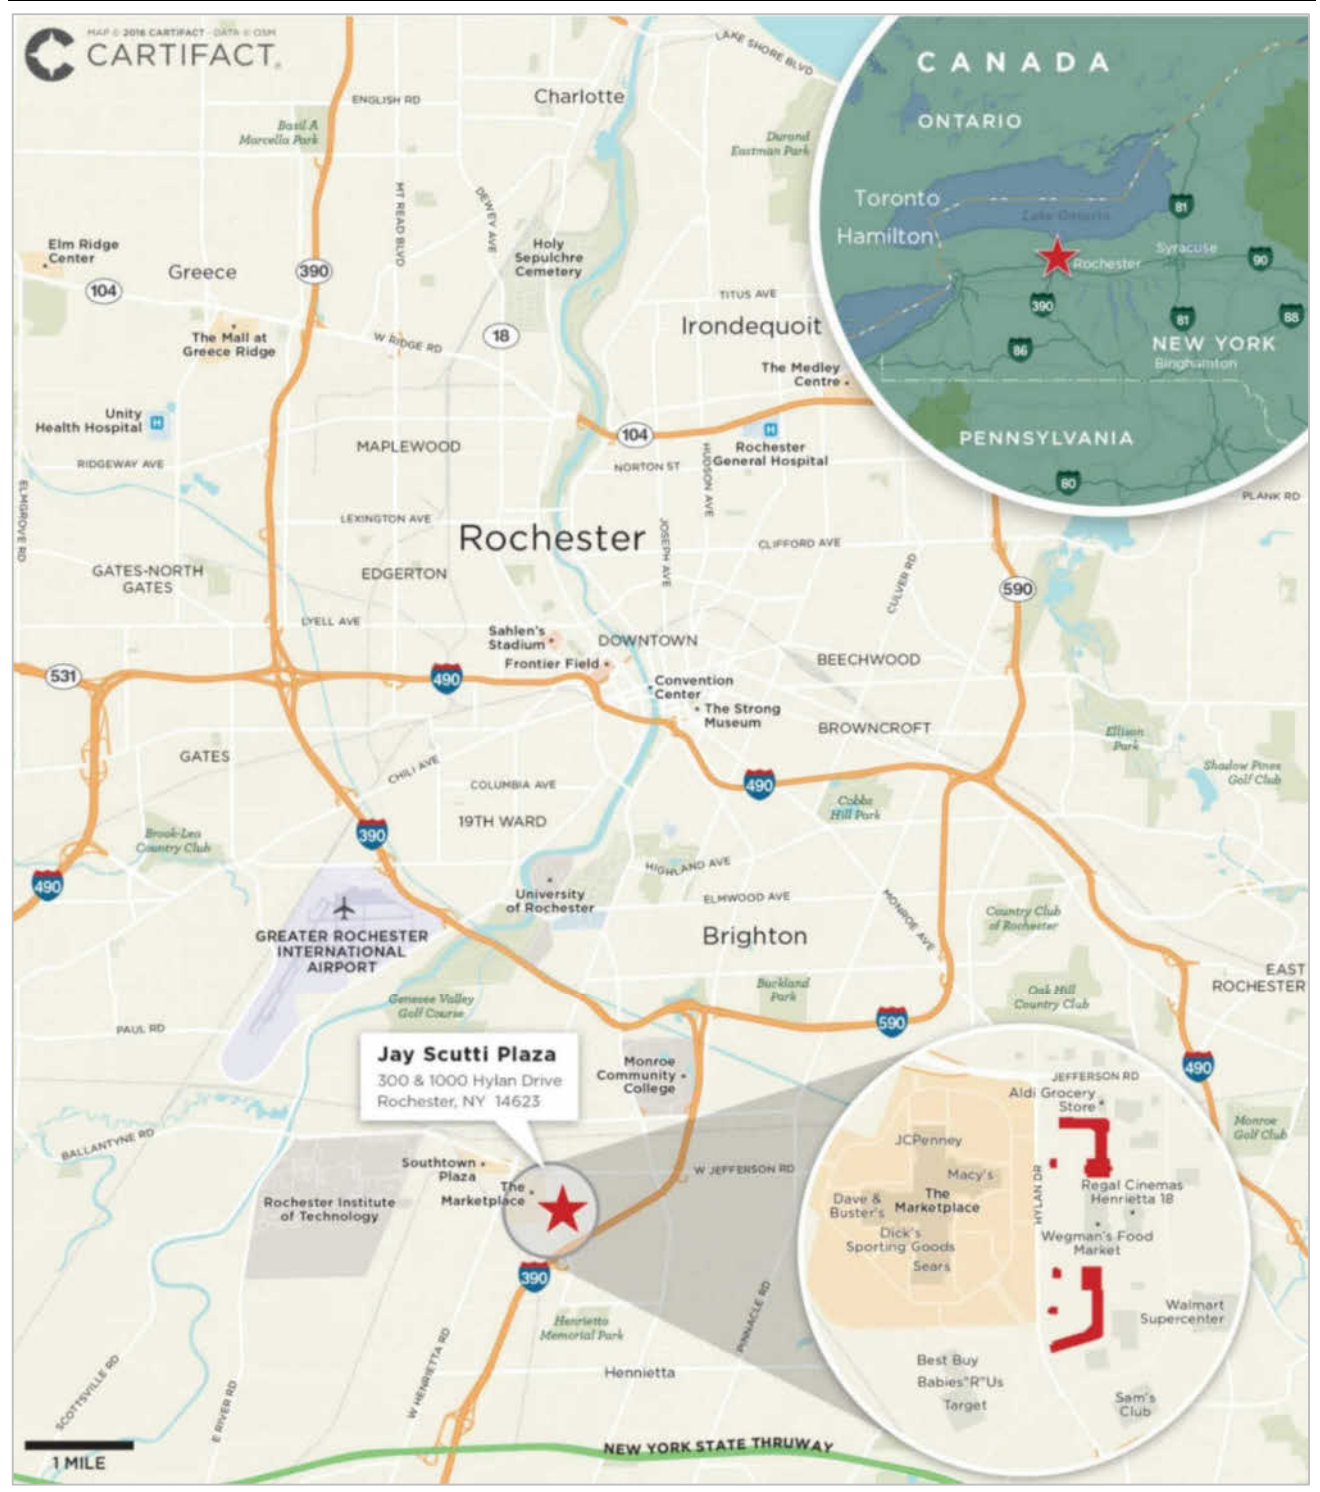 MAP © 2016 CARTIFACT - DATA © OSM
CARTIFACT®
LAKE SHORE BLVD
ENGLISH RD
Charlotte
Basil A
Marcella Park
Durand
Eastman Park
MT READ BLVD
DEWEY AVE
Elm Ridge
Center
Greece
390
Holy
Sepulchre
Cemetery
104
The Mall at
Greece Ridge
W RIDGE RD
18
TITUS AVE
Irondequoit
The Medley
Centre
CANADA
ONTARIO
Toronto
Hamilton
Lake Ontario
81
Rochester
Syracuse
90
390
81
88
86
NEW YORK
Binghamton
PENNSYLVANIA
80
Unity
Health Hospital
H
RIDGEWAY AVE
MAPLEWOOD
104
H
Rochester
General Hospital
NORTON ST
HUDSON AVE
PLANK RD
ELMGROVE RD
LEXINGTON AVE
Rochester
JOSEPH AVE
CLIFFORD AVE
CULVER RD
590
GATES-NORTH
GATES
EDGERTON
LYELL AVE
Sahlen's
Stadium
DOWNTOWN
Frontier Field
BEECHWOOD
531
490
Convention
Center
The Strong
Museum
BROWNCROFT
Ellison
Park
Shadow Pines
Golf Club
GATES
CHILI AVE
COLUMBIA AVE
490
Cobbs
Hill Park
19TH WARD
390
Brook-Lea
Country Club
490
HIGHLAND AVE
University
of Rochester
ELMWOOD AVE
MONROE AVE
Country Club
of Rochester
GREATER ROCHESTER
INTERNATIONAL
AIRPORT
Brighton
EAST
ROCHESTER
Genesee Valley
Golf Course
Buckland
Park
Oak Hill
Country Club
590
PAUL RD
Jay Scutti Plaza
300 & 1000 Hylan Drive
Rochester, NY 14623
Monroe
Community
College
490
Monroe
Golf Club
BALLANTYNE RD
Southtown
Plaza
The
Marketplace
W JEFFERSON RD
Rochester Institute
of Technology
390
Henrietta
Memorial Park
PINNACLE RD
Henrietta
W HENRIETTA RD
SCOTTSVILLE RD
E RIVER RD
JEFFERSON RD
Aldi Grocery
Store
JCPenney
Macy's
HYLAN DR
Regal Cinemas
Henrietta 18
Dave &
Buster's
The
Marketplace
Dick's
Sporting Goods
Sears
Wegman's Food
Market
Walmart
Supercenter
Best Buy
Babies"R"Us
Target
Sam's
Club
NEW YORK STATE THRUWAY
1 MILE